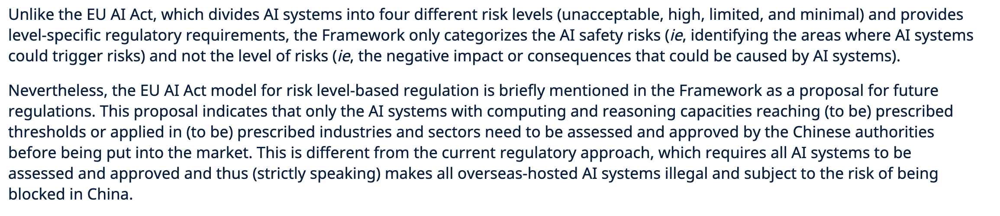 Unlike the EU AI Act, which divides AI systems into four different risk levels (unacceptable, high, limited, and minimal) and provides
level-specific regulatory requirements, the Framework only categorizes the AI safety risks (ie, identifying the areas where AI systems
could trigger risks) and not the level of risks (ie, the negative impact or consequences that could be caused by AI systems).
Nevertheless, the EU AI Act model for risk level-based regulation is briefly mentioned in the Framework as a proposal for future
regulations. This proposal indicates that only the AI systems with computing and reasoning capacities reaching (to be) prescribed
thresholds or applied in (to be) prescribed industries and sectors need to be assessed and approved by the Chinese authorities
before being put into the market. This is different from the current regulatory approach, which requires all AI systems to be
assessed and approved and thus (strictly speaking) makes all overseas-hosted AI systems illegal and subject to the risk of being
blocked in China.